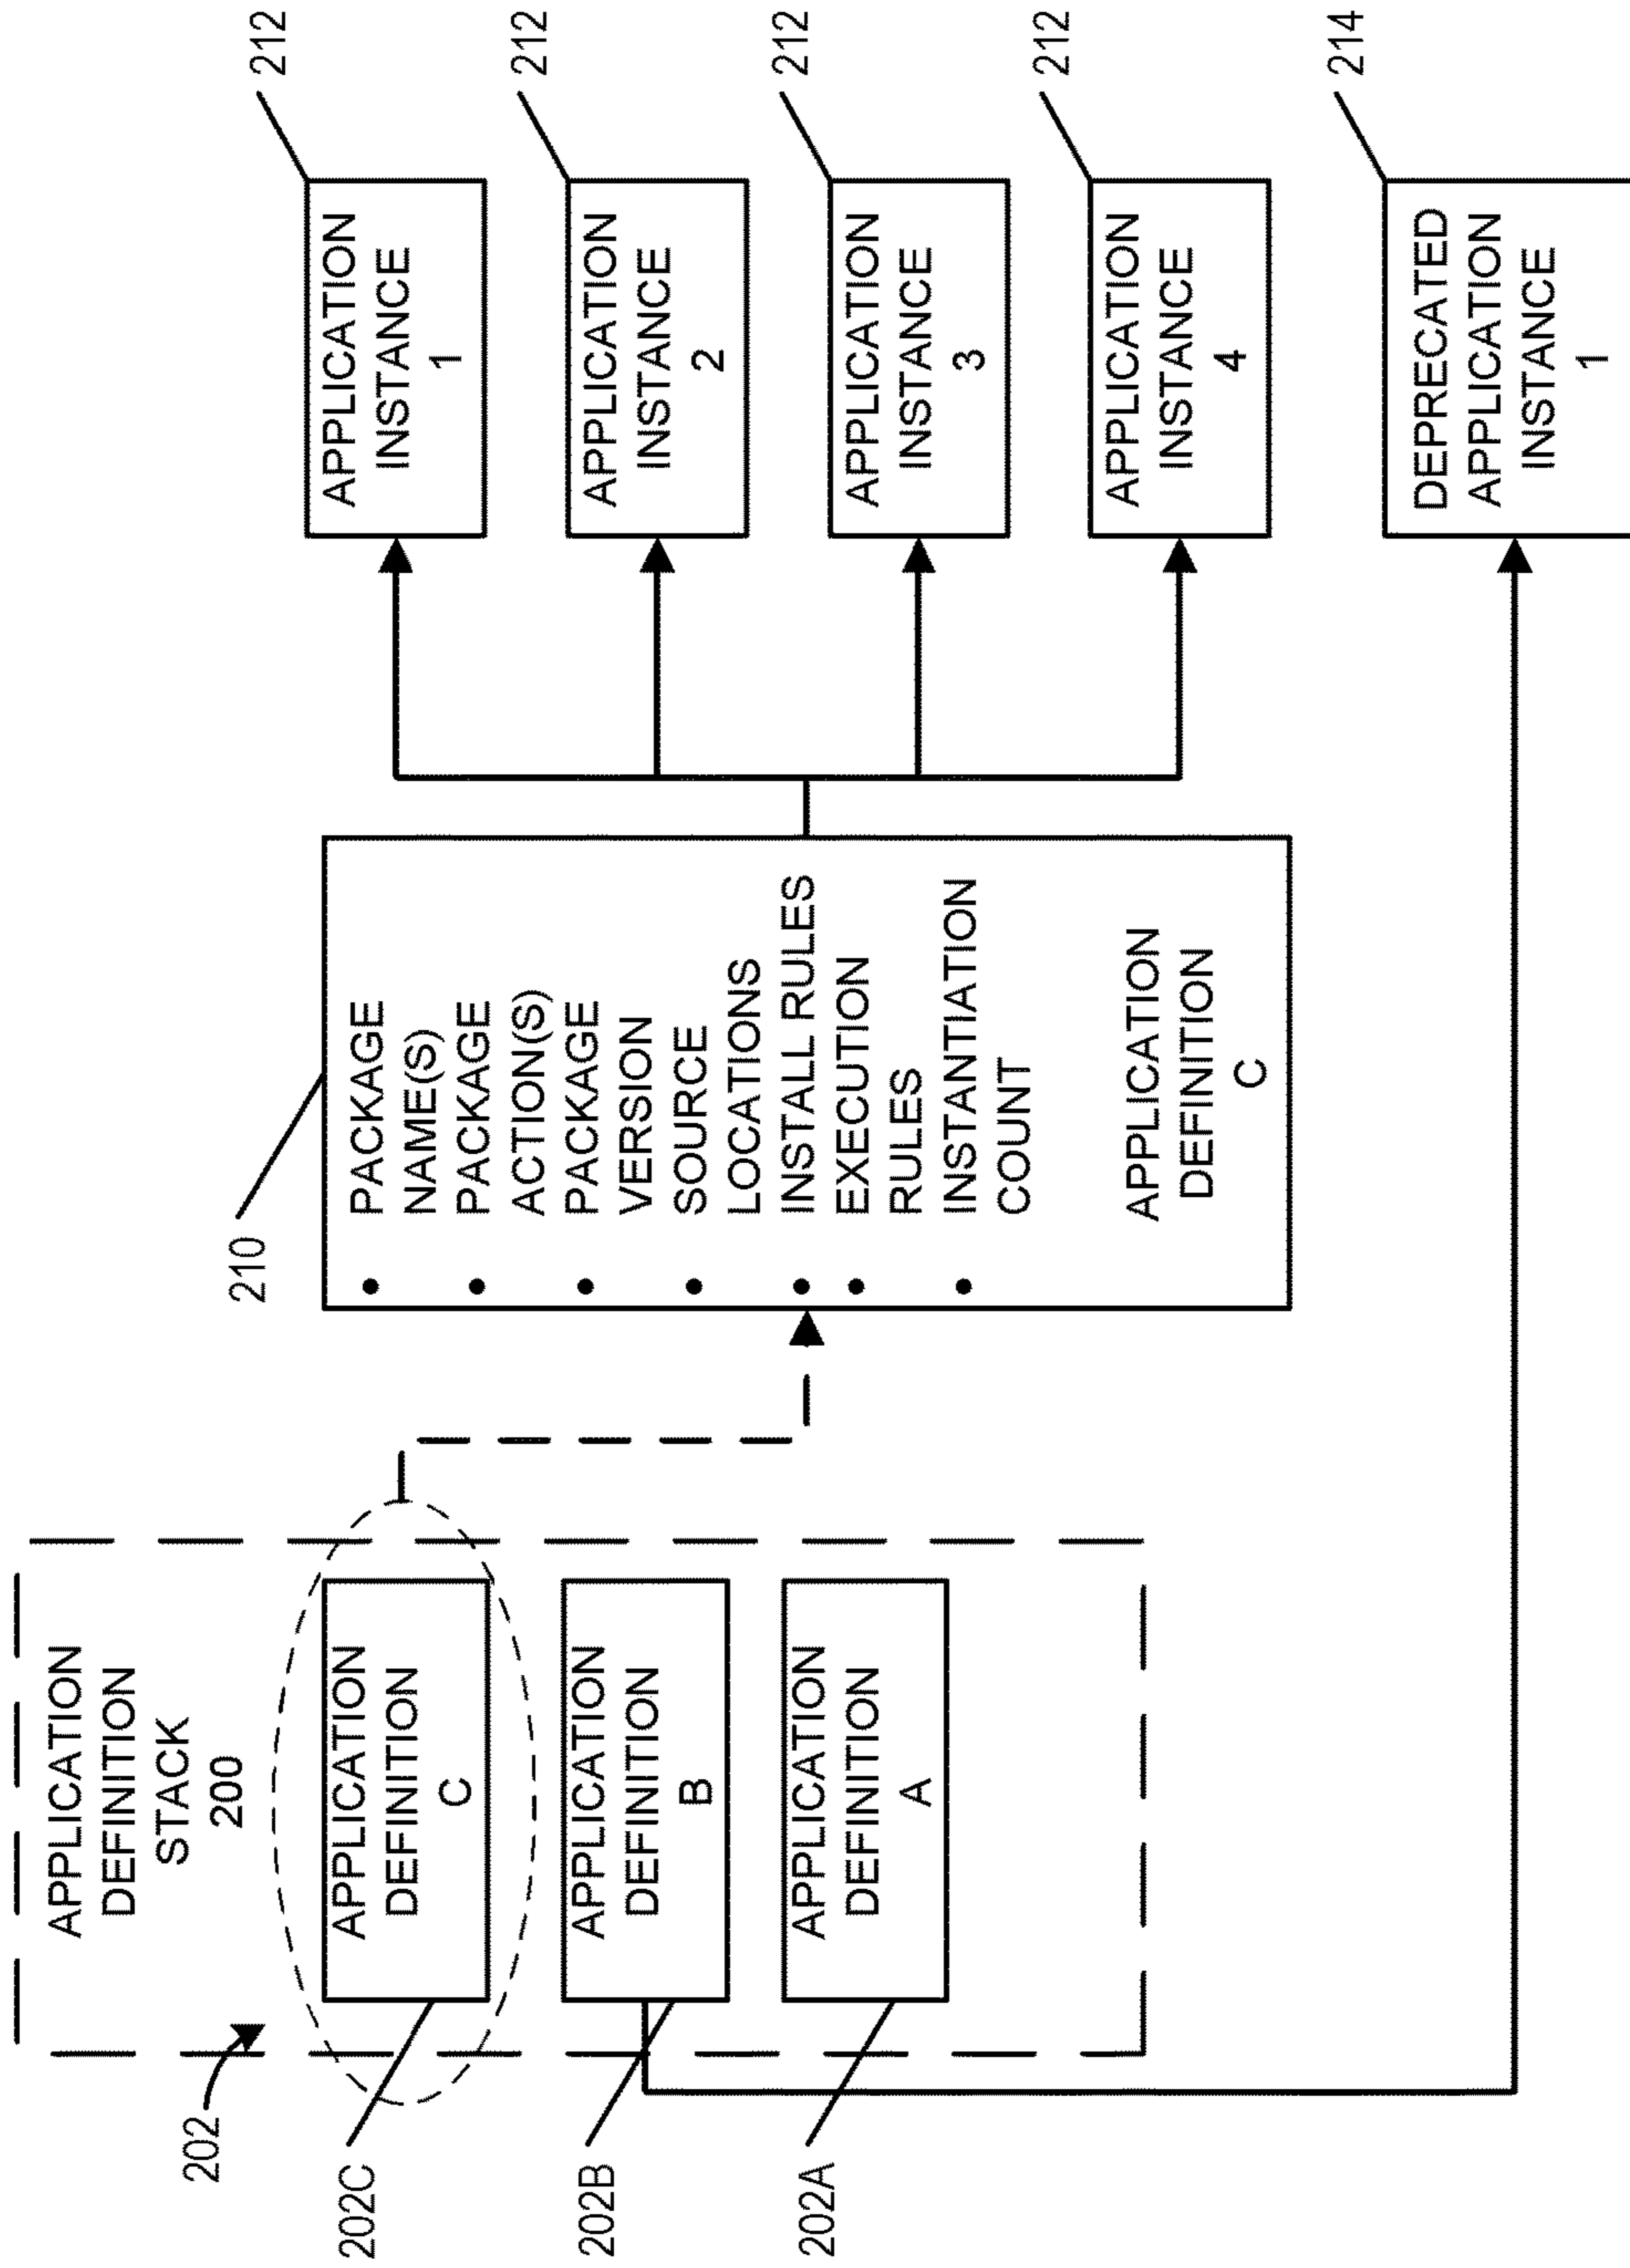 202
APPLICATION
DEFINITION
STACK
200
202C
APPLICATION
DEFINITION
C
202B
APPLICATION
DEFINITION
B
202A
APPLICATION
DEFINITION
A
210
• PACKAGE
NAME(S)
• PACKAGE
ACTION(S)
• PACKAGE
VERSION
• SOURCE
LOCATIONS
• INSTALL RULES
• EXECUTION
RULES
• INSTANTIATION
COUNT
APPLICATION
DEFINITION
C
212
APPLICATION
INSTANCE
1
212
APPLICATION
INSTANCE
2
212
APPLICATION
INSTANCE
3
212
APPLICATION
INSTANCE
4
214
DEPRECATED
APPLICATION
INSTANCE
1